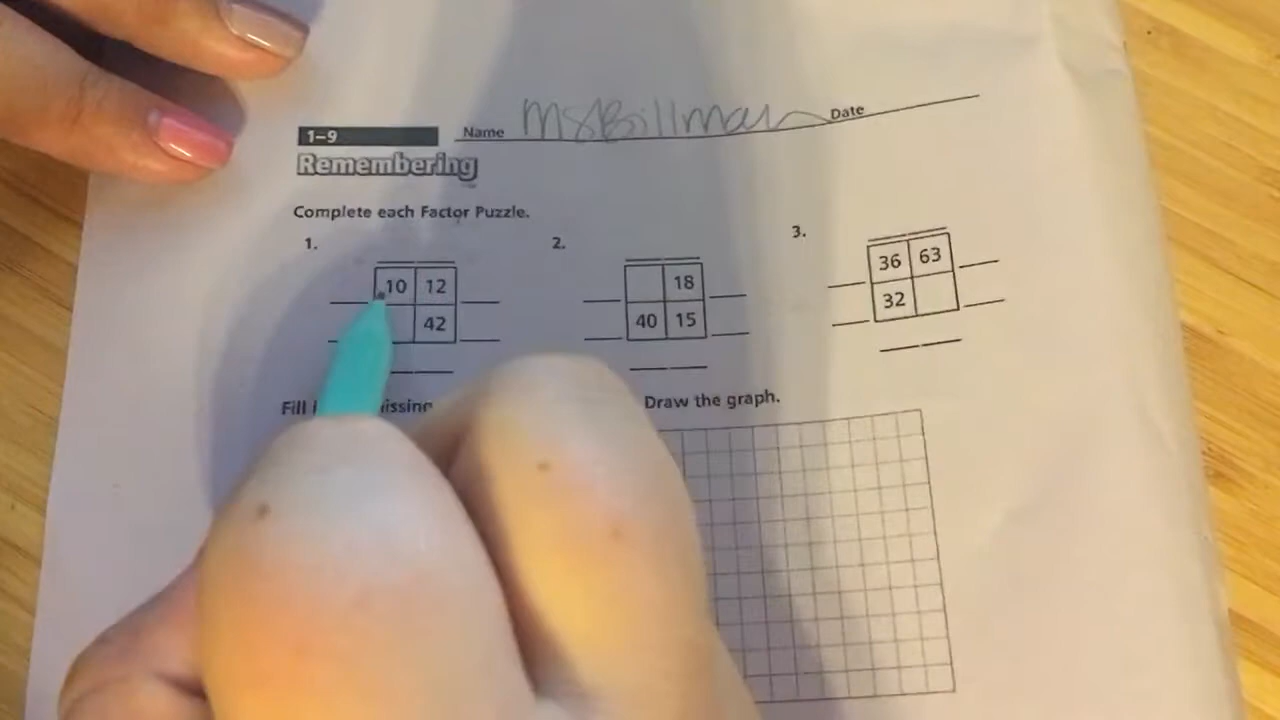 Name Ms. Billman Date
1–9
Remembering
Complete each Factor Puzzle.
1. 2. 3.
10 12
42
18
40 15
36 63
32
Fill
Draw the graph.